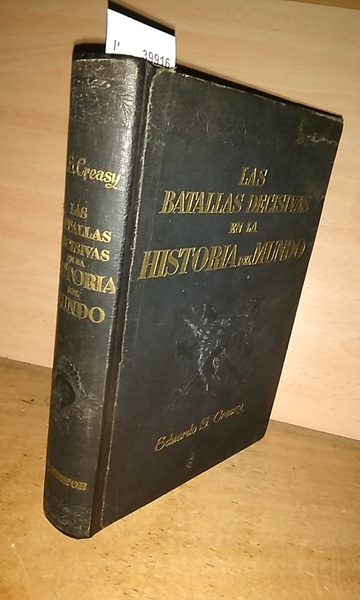 39916
E. Creasy
LAS
BATALLAS
DECISIVAS
EN LA
HISTORIA
DEL
MUNDO
LAS
BATALLAS DECISIVAS
EN LA
HISTORIA DEL MUNDO
Eduardo E. Creasy